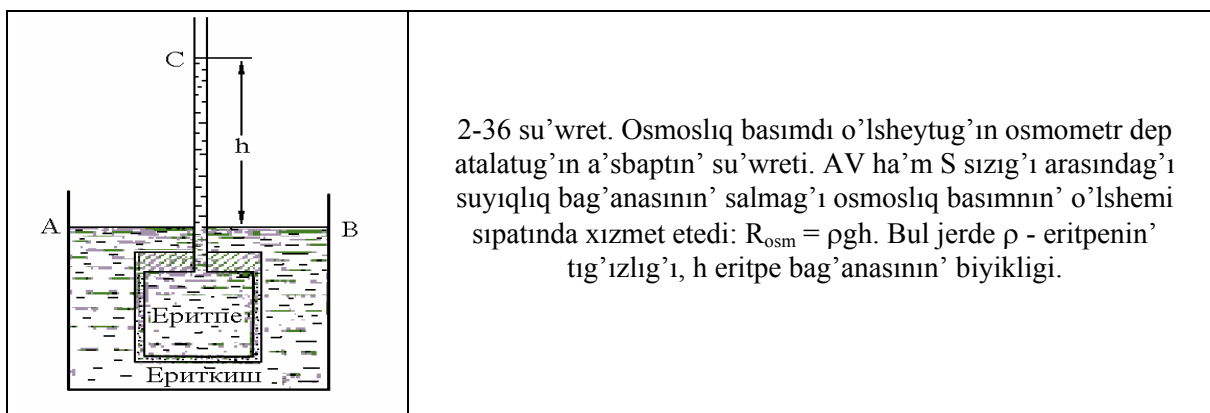 C
h
A
B
Еритпе
Ериткиш
2-36 su’wret. Osmoslıq basımdı o’lsheytug’ın osmometr dep
atalatug’ın a’sbaptın’ su’wreti. AV ha’m S sızıg’ı arasındag’ı
suyıqlıq bag’anasının’ salmag’ı osmoslıq basımnın’ o’lshemi
sıpatında xızmet etedi: Rosm = ρgh. Bul jerde ρ - eritpenin’
tıg’ızlıg’ı, h eritpe bag’anasının’ biyikligi.